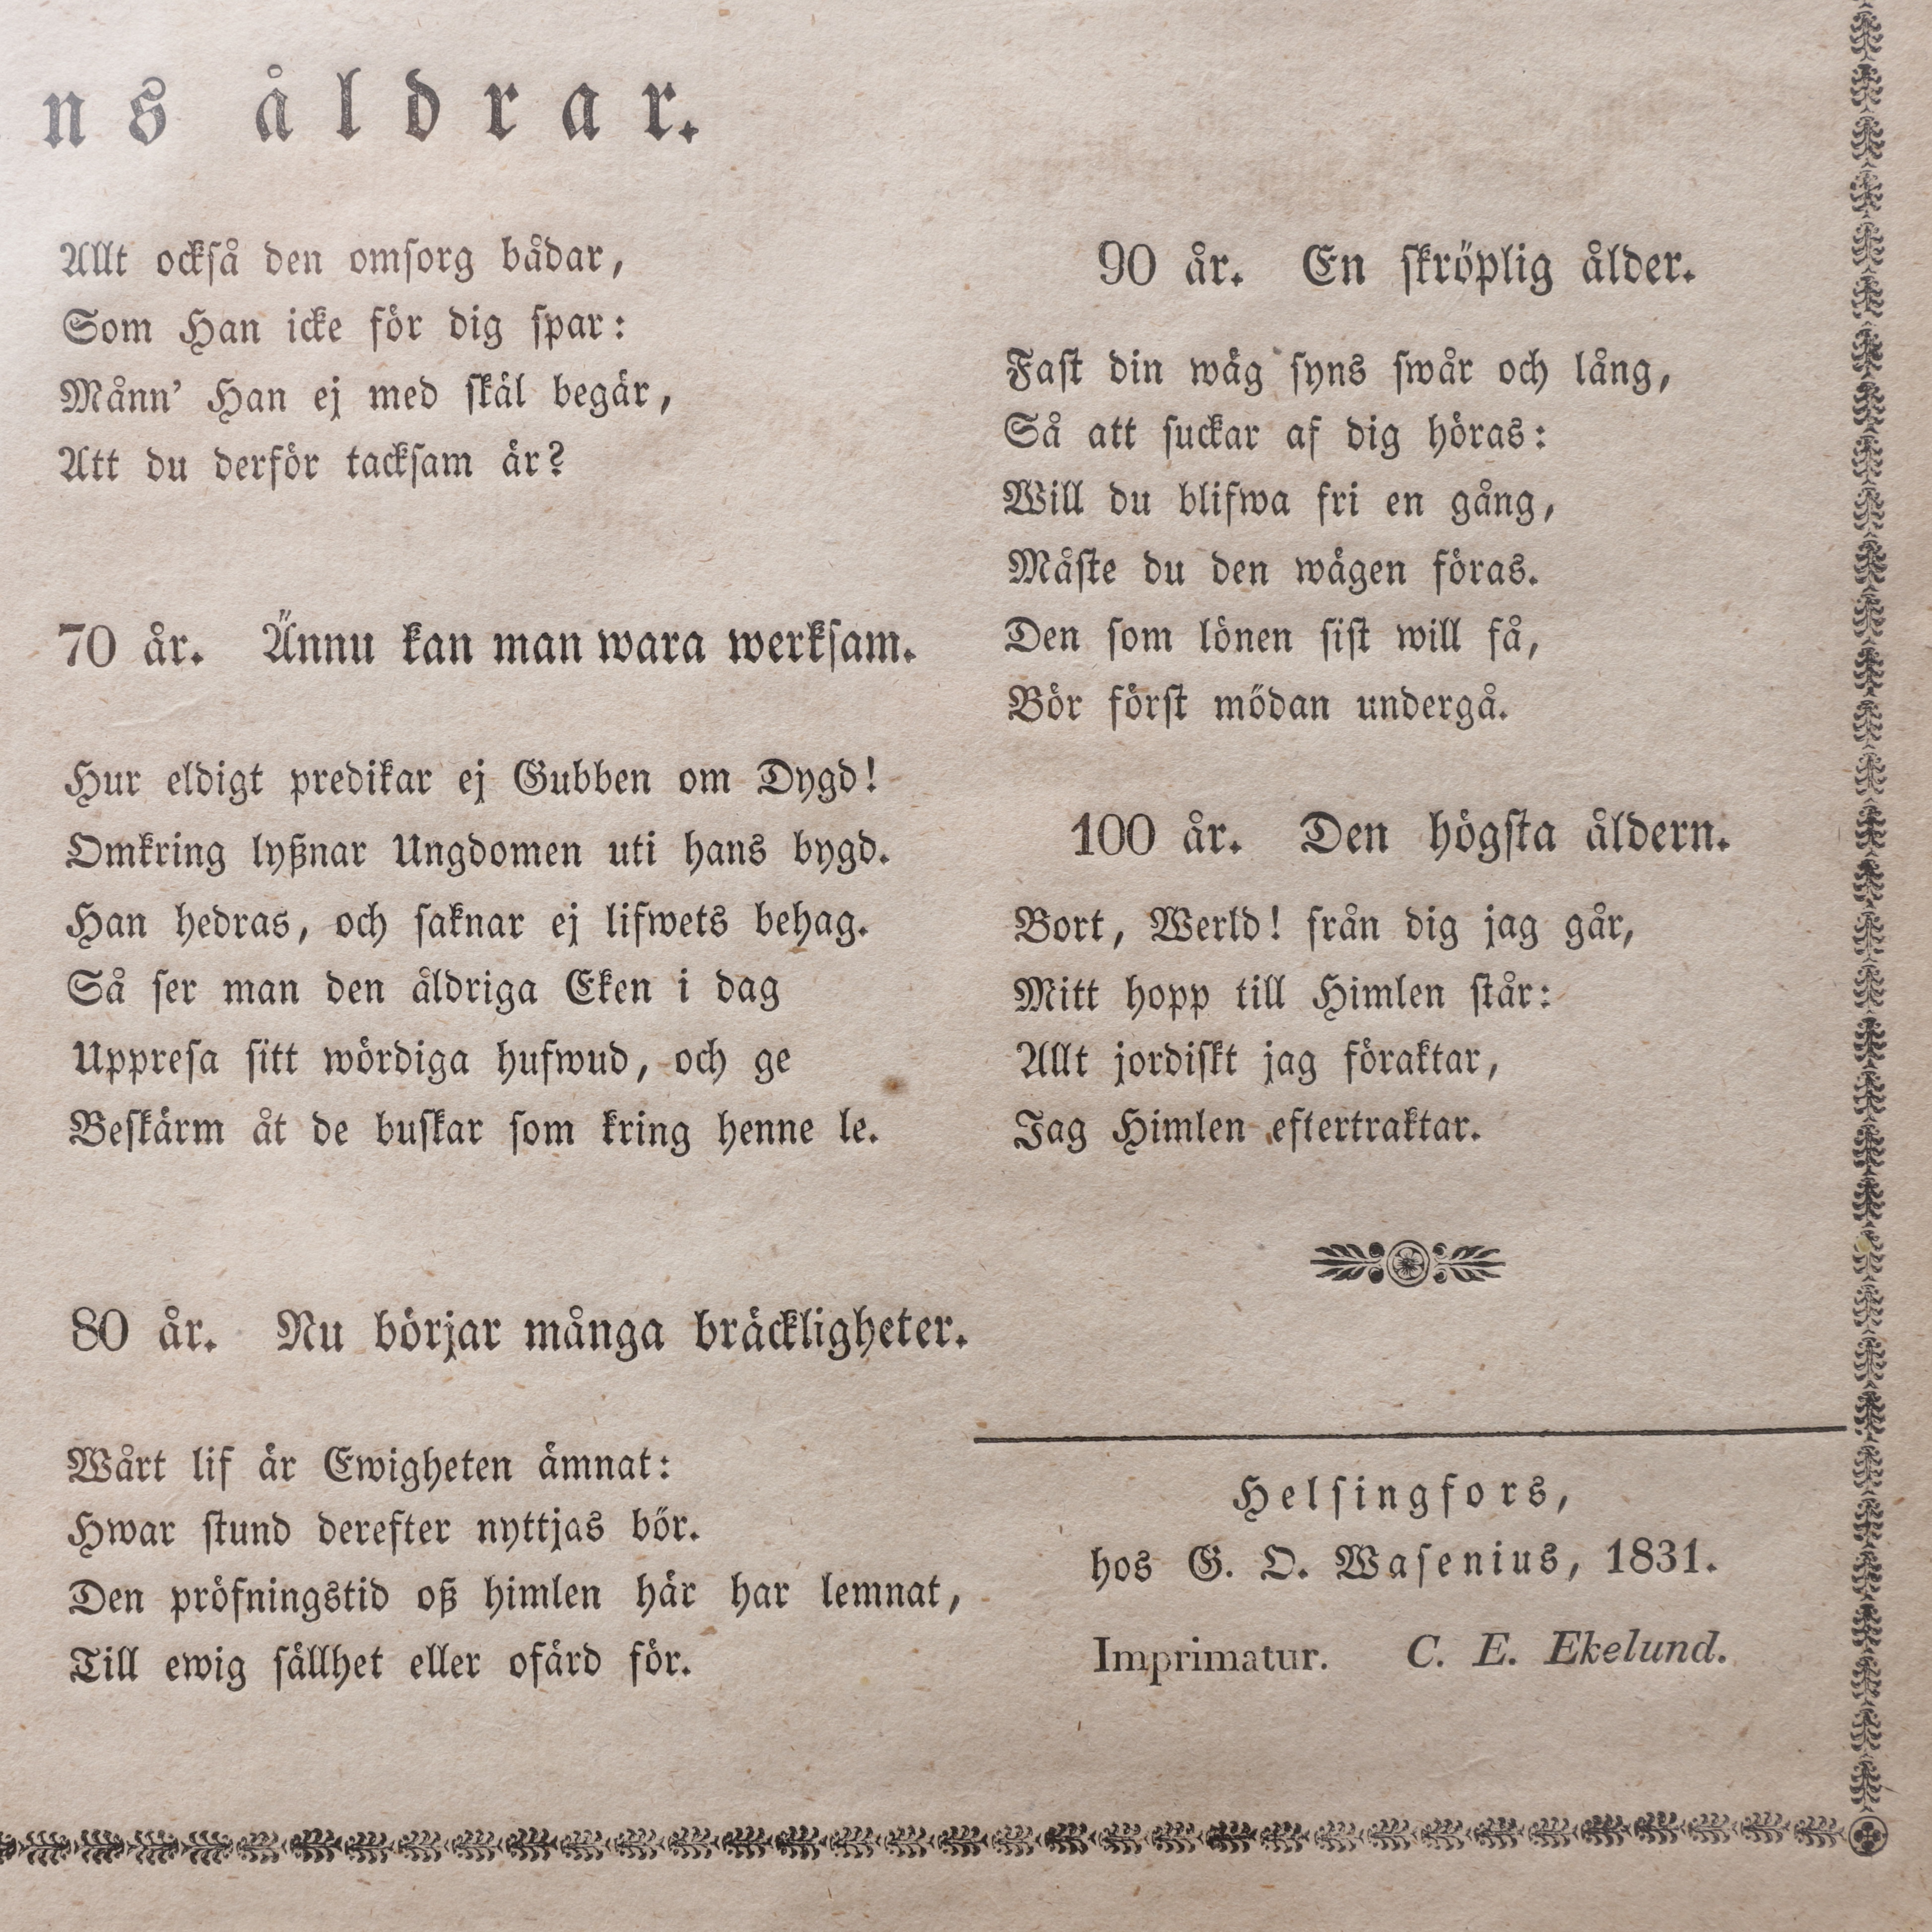 ns åldrar.
Allt också den omsorg bådar,
Som Han icke för dig spar:
Månn' Han ej med skäl begär,
Att du derför tacksam är?
70 år. Ännu kan man wara werksam.
Hur eldigt predikar ej Gubben om Dygd!
Omkring lyßnar Ungdomen uti hans bygd.
Han hedras, och saknar ej lifwets behag.
Så ser man den åldriga Eken i dag
Uppresa sitt wördiga hufwud, och ge
Beskärm åt de buskar som kring henne le.
80 år. Nu börjar många bräckligheter.
Wårt lif är Ewigheten ämnat:
Hwar stund derefter nyttjas bör.
Den pröfningstid oß himlen här har lemnat,
Till ewig sällhet eller ofärd för.
90 år. En skröplig ålder.
Fast din wäg syns swår och lång,
Så att suckar af dig höras:
Will du blifwa fri en gång,
Måste du den wägen föras.
Den som lönen sist will få,
Bör först mödan undergå.
100 år. Den högsta åldern.
Bort, Werld! från dig jag går,
Mitt hopp till Himlen står:
Allt jordiskt jag föraktar,
Jag Himlen eftertraktar.
Helsingfors,
hos G. O. Wasenius, 1831.
Imprimatur. C. E. Ekelund.